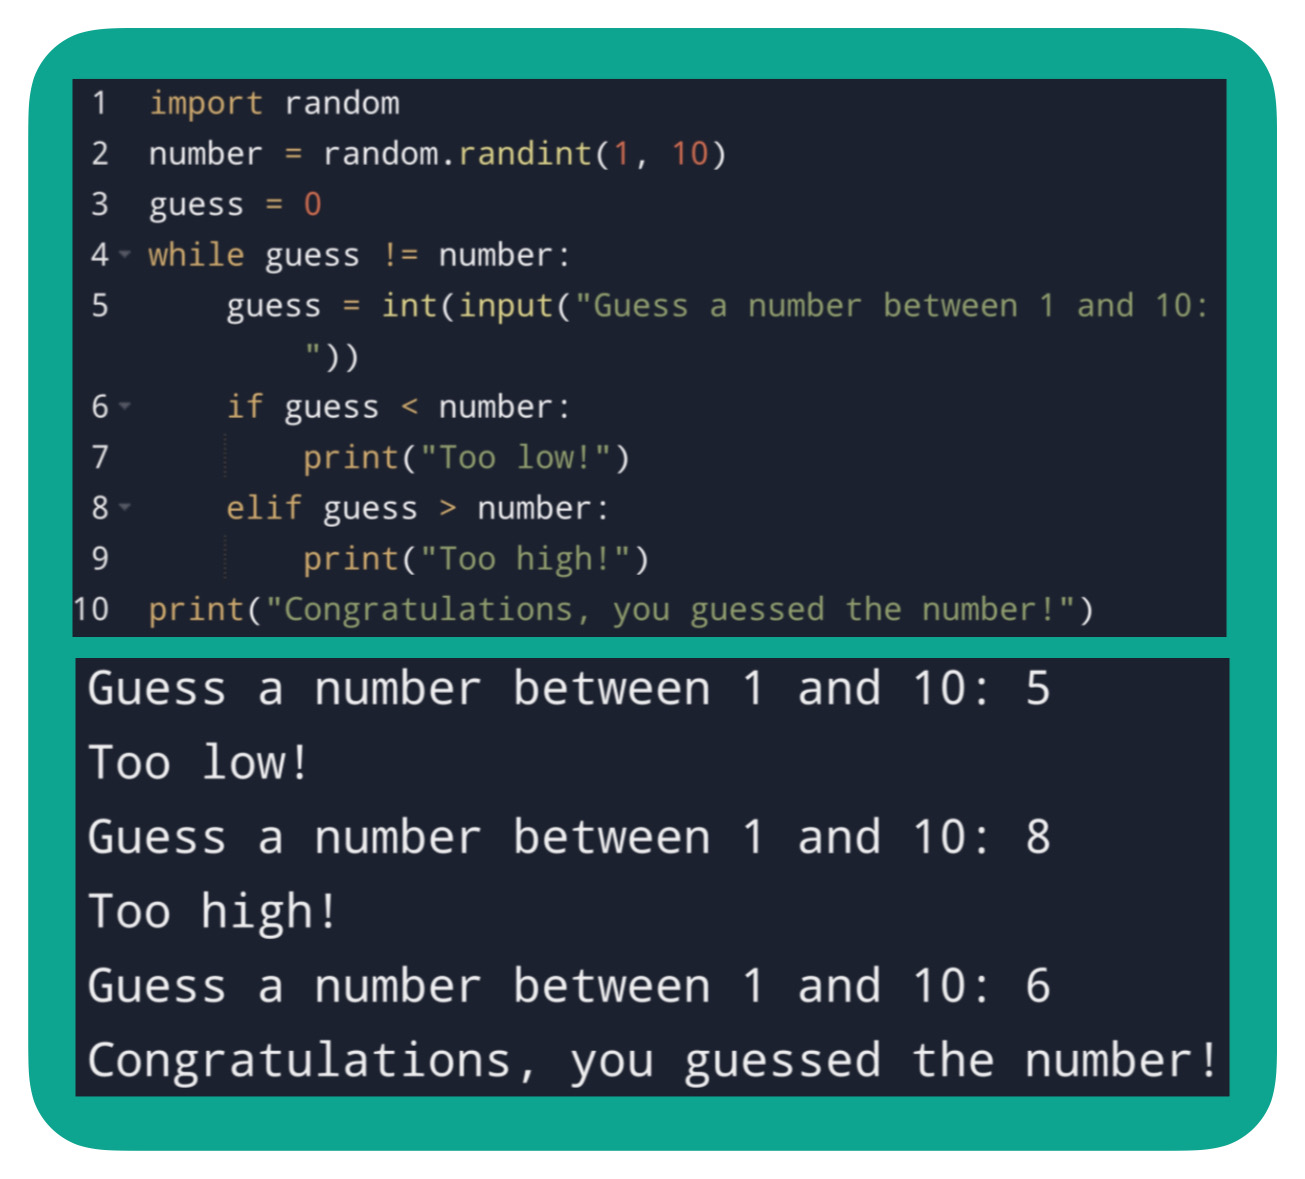 1 import random
2 number = random.randint(1, 10)
3 guess = 0
4 while guess != number:
5     guess = int(input("Guess a number between 1 and 10:
        "))
6     if guess < number:
7         print("Too low!")
8     elif guess > number:
9         print("Too high!")
10 print("Congratulations, you guessed the number!")
Guess a number between 1 and 10: 5
Too low!
Guess a number between 1 and 10: 8
Too high!
Guess a number between 1 and 10: 6
Congratulations, you guessed the number!